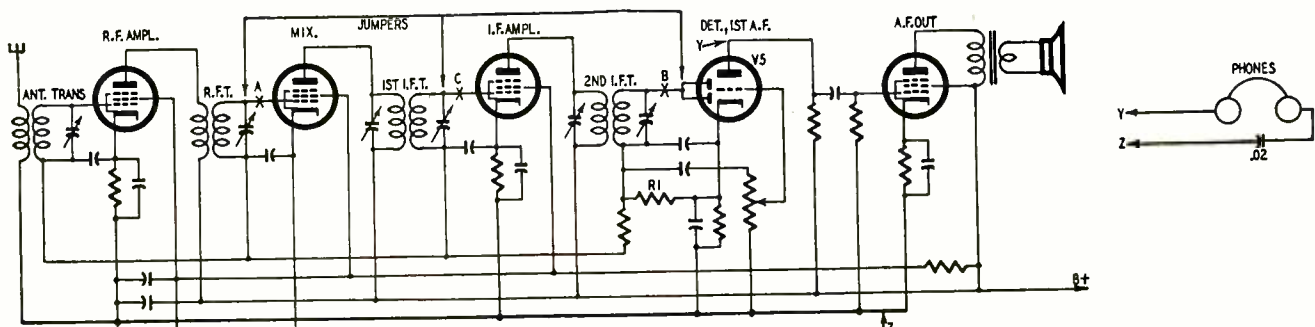 JUMPERS
R.F. AMPL.
MIX.
I.F. AMPL.
DET., 1ST A.F.
A.F. OUT
Y
V5
ANT. TRANS
R.F.T.
A
1ST I.F.T.
C
2ND I.F.T.
B
PHONES
Y
Z
.02
R1
B+
Z